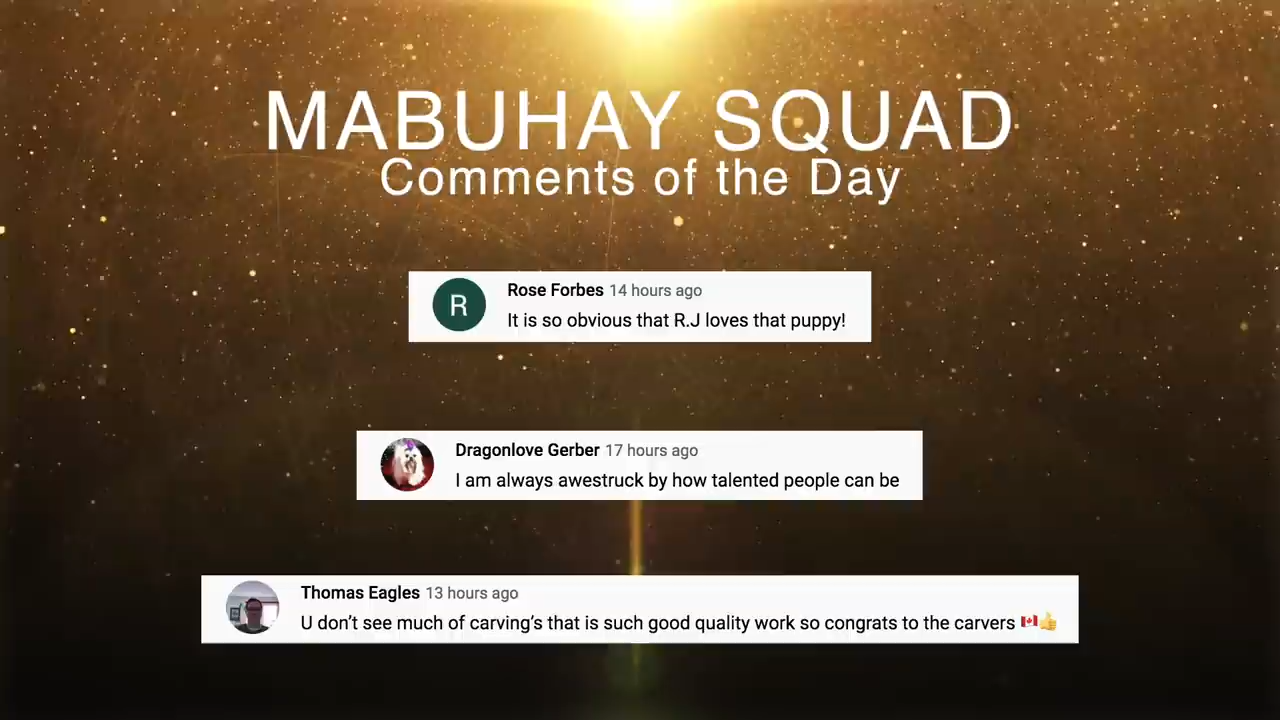 MABUHAY SQUAD
Comments of the Day
R
Rose Forbes 14 hours ago
It is so obvious that R.J loves that puppy!
Dragonlove Gerber 17 hours ago
I am always awestruck by how talented people can be
Thomas Eagles 13 hours ago
U don’t see much of carving’s that is such good quality work so congrats to the carvers 🇨🇦👍